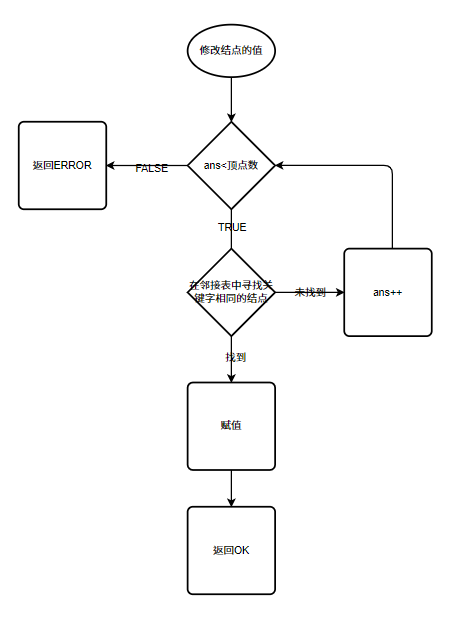 修改结点的值
返回ERROR
FALSE
ans<顶点数
TRUE
在邻接表中寻找关
键字相同的结点
未找到
ans++
找到
赋值
返回OK